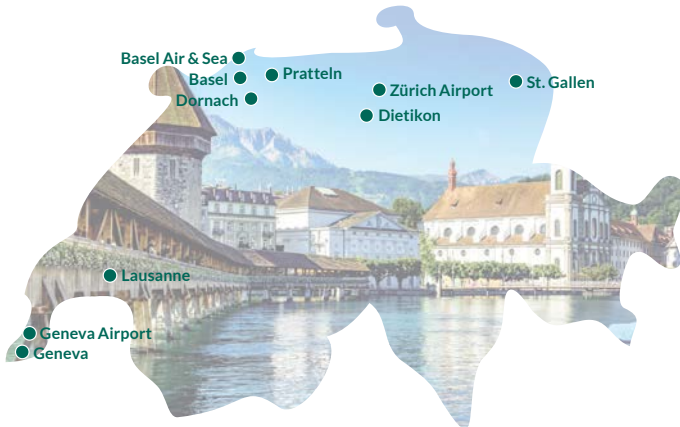 Basel Air & Sea
Basel
Pratteln
Dornach
Zürich Airport
St. Gallen
Dietikon
Lausanne
Geneva Airport
Geneva